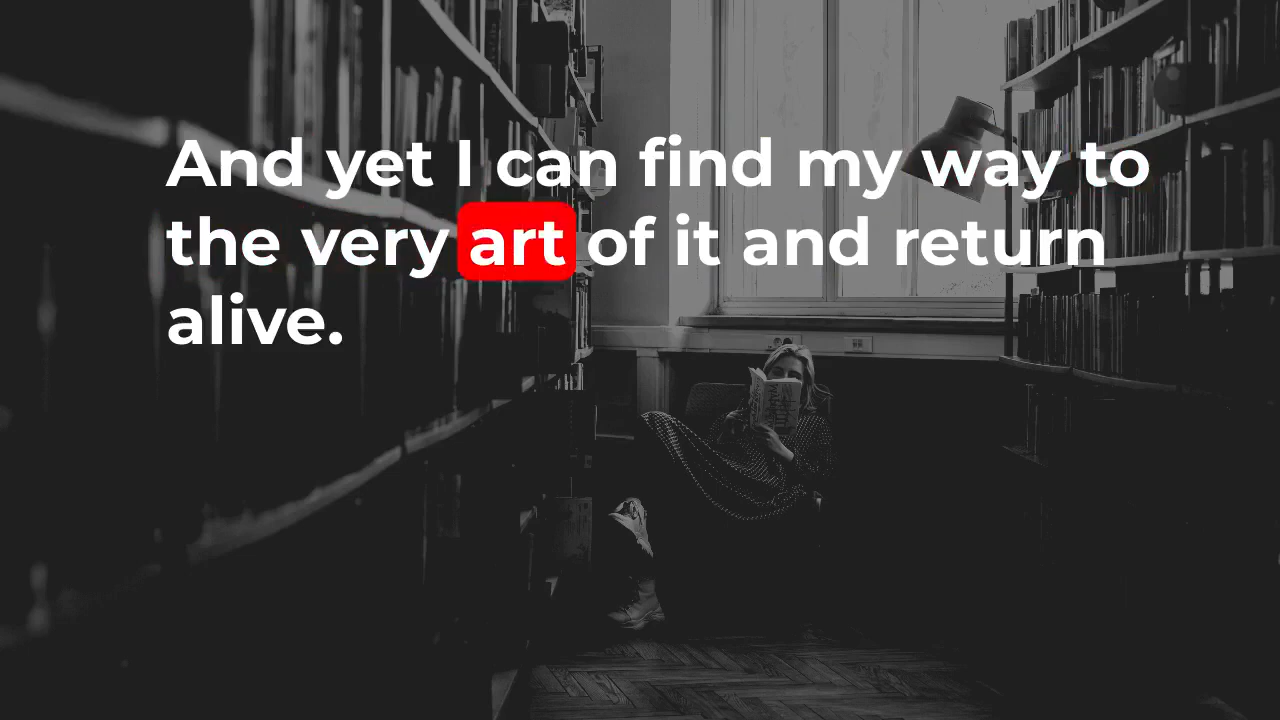 And yet I can find my way to
the very art of it and return
alive.